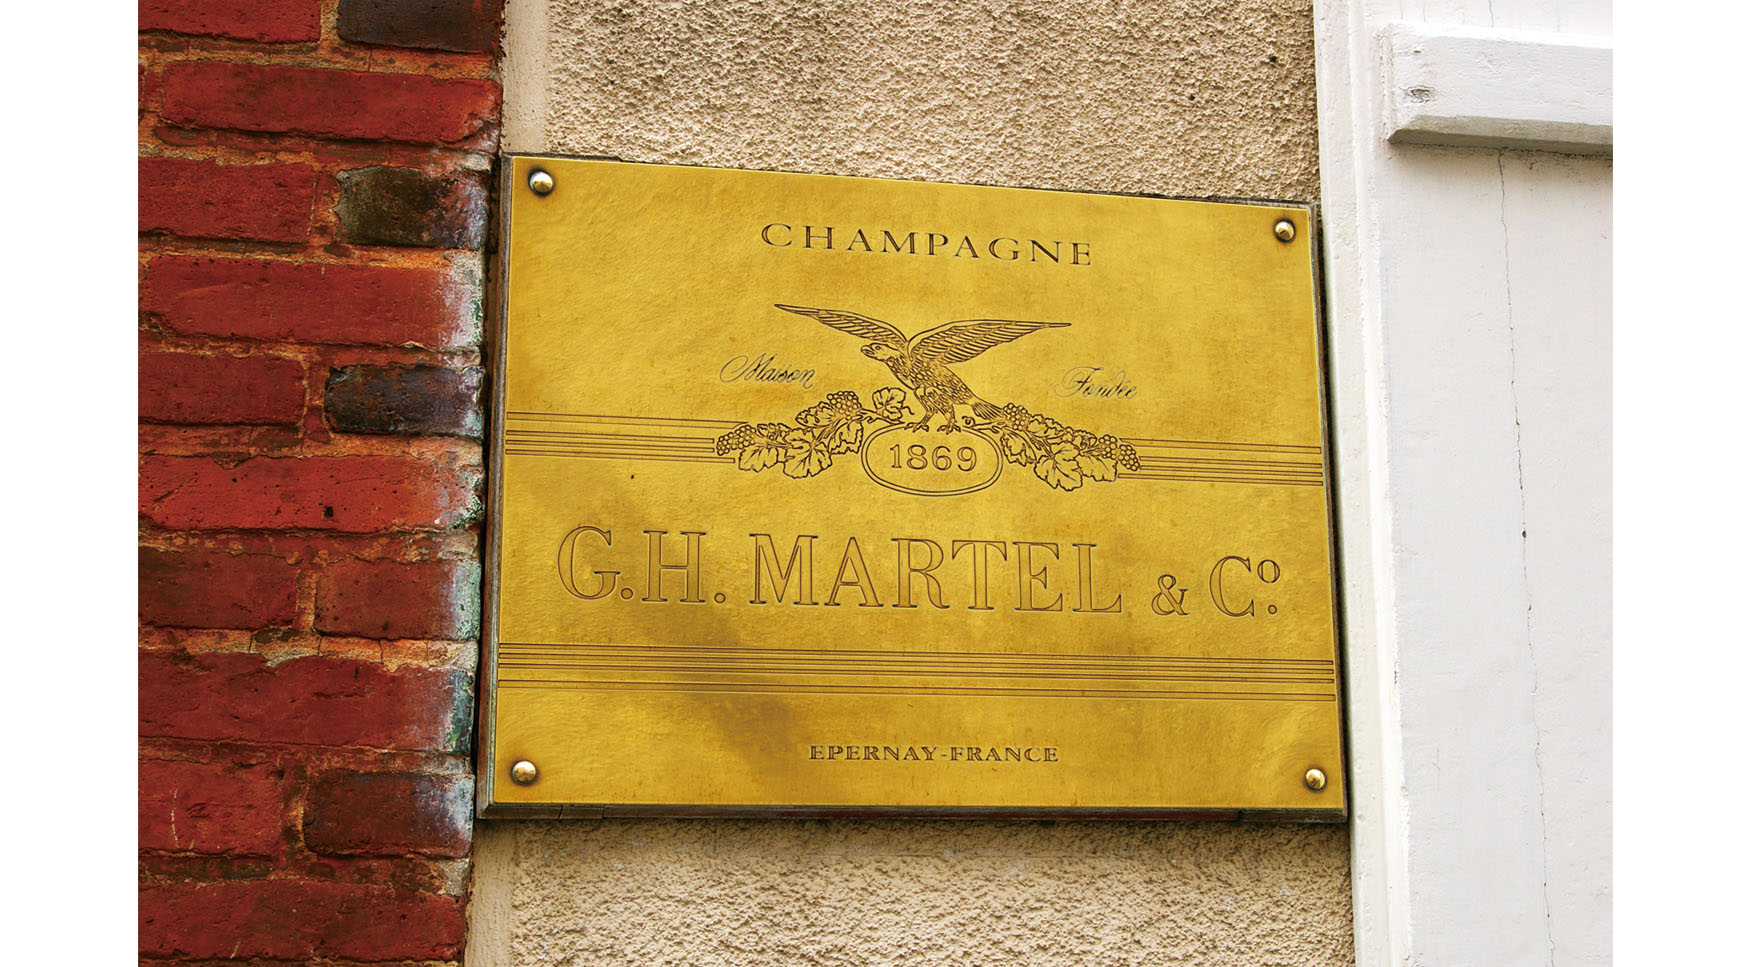 CHAMPAGNE
Maison Fondée
1869
G.H. MARTEL & Cº.
EPERNAY-FRANCE